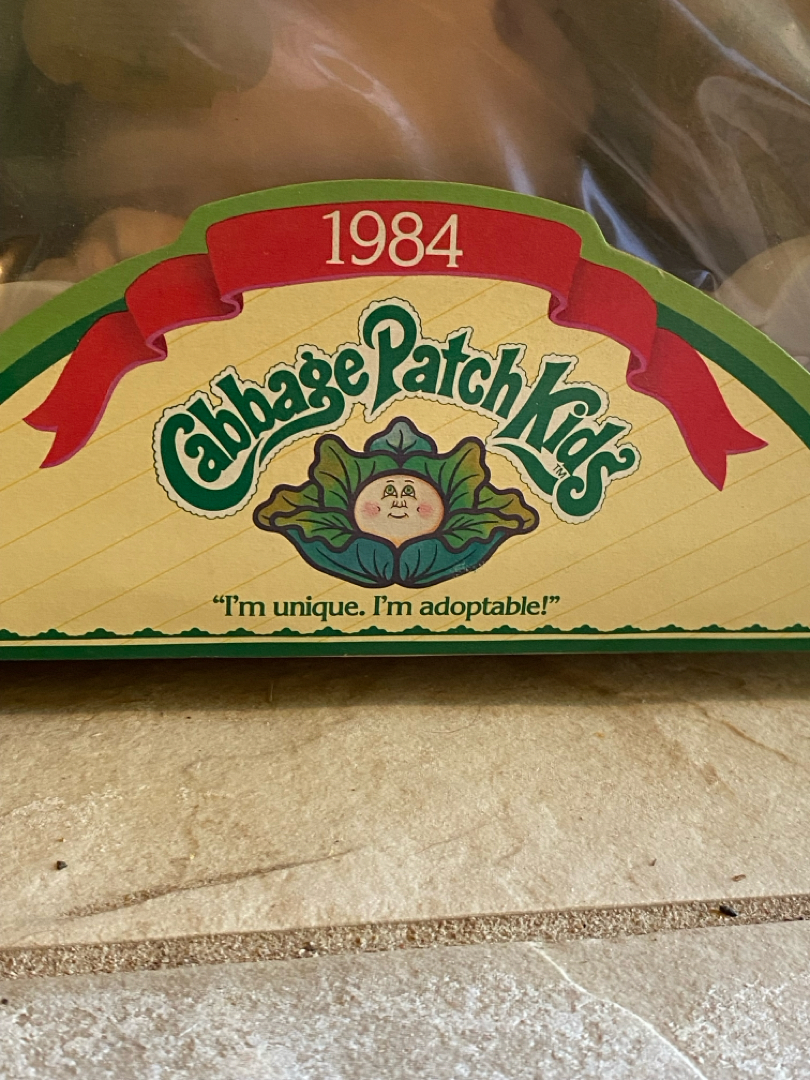 1984
Cabbage Patch Kids™
“I'm unique. I'm adoptable!”